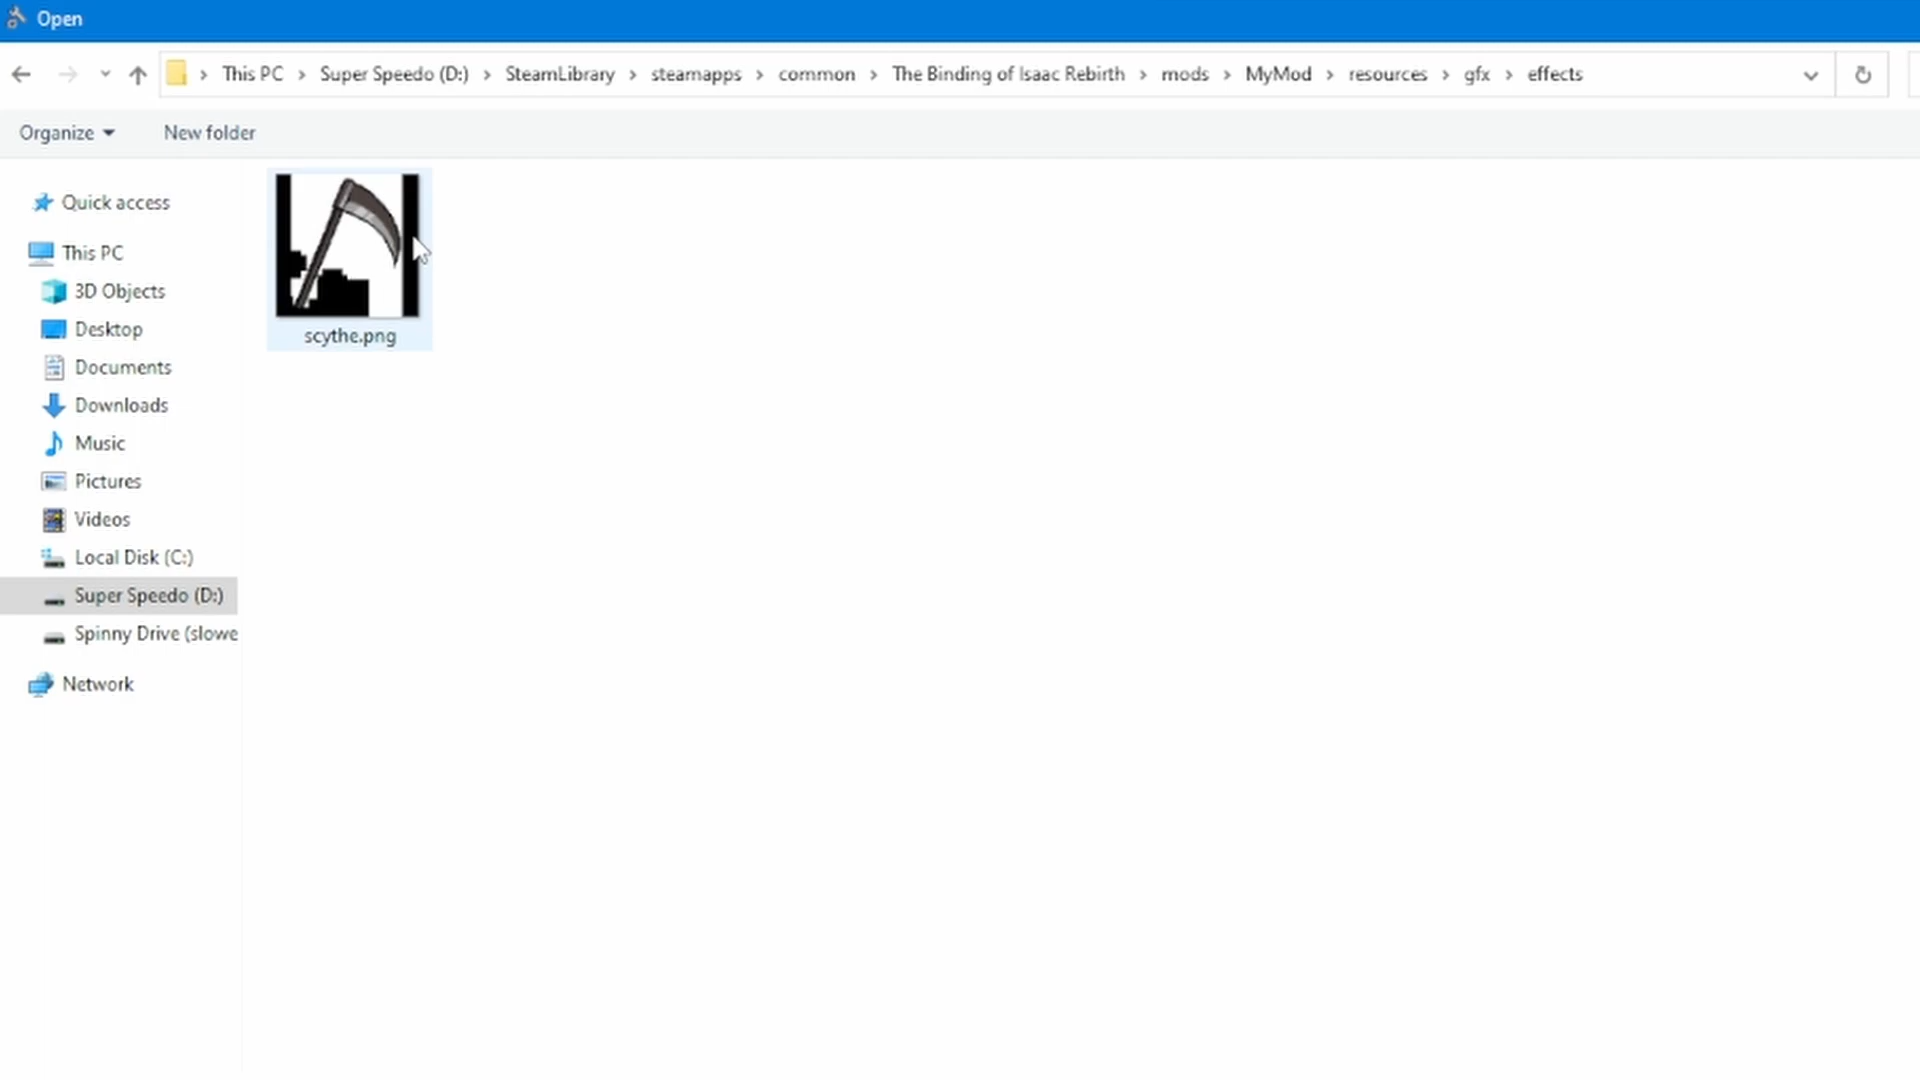 Open
This PC > Super Speedo (D:) > SteamLibrary > steamapps > common > The Binding of Isaac Rebirth > mods > MyMod > resources > gfx > effects
Organize New folder
Quick access
This PC
3D Objects
Desktop
Documents
Downloads
Music
Pictures
Videos
Local Disk (C:)
Super Speedo (D:)
Spinny Drive (slowe
Network
scythe.png